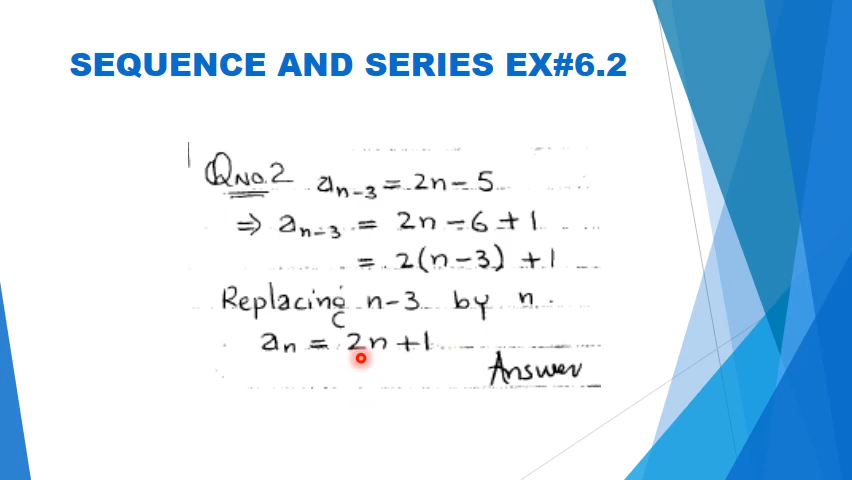 SEQUENCE AND SERIES EX#6.2
QNO.2 aₙ₋₃ = 2n - 5
⇒ aₙ₋₃ = 2n - 6 + 1
= 2(n - 3) + 1
Replacing n-3 by n.
aₙ = 2n + 1
Answer